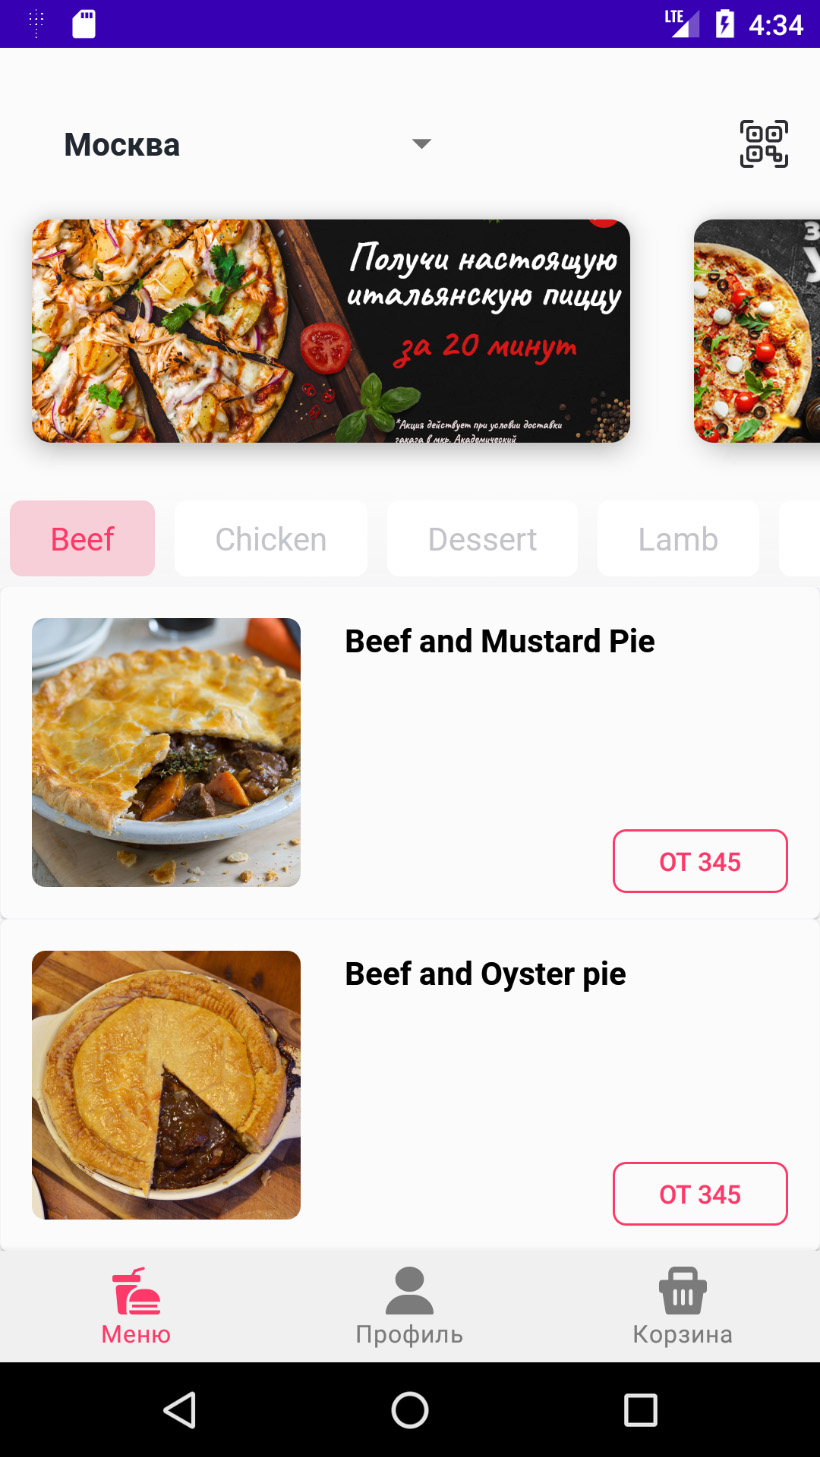 LTE
4:34
Москва
Получи настоящую
итальянскую пиццу
за 20 минут
*Акция действует при условии доставки
заказа в мкр. Академический
Beef
Chicken
Dessert
Lamb
Beef and Mustard Pie
ОТ 345
Beef and Oyster pie
ОТ 345
Меню
Профиль
Корзина